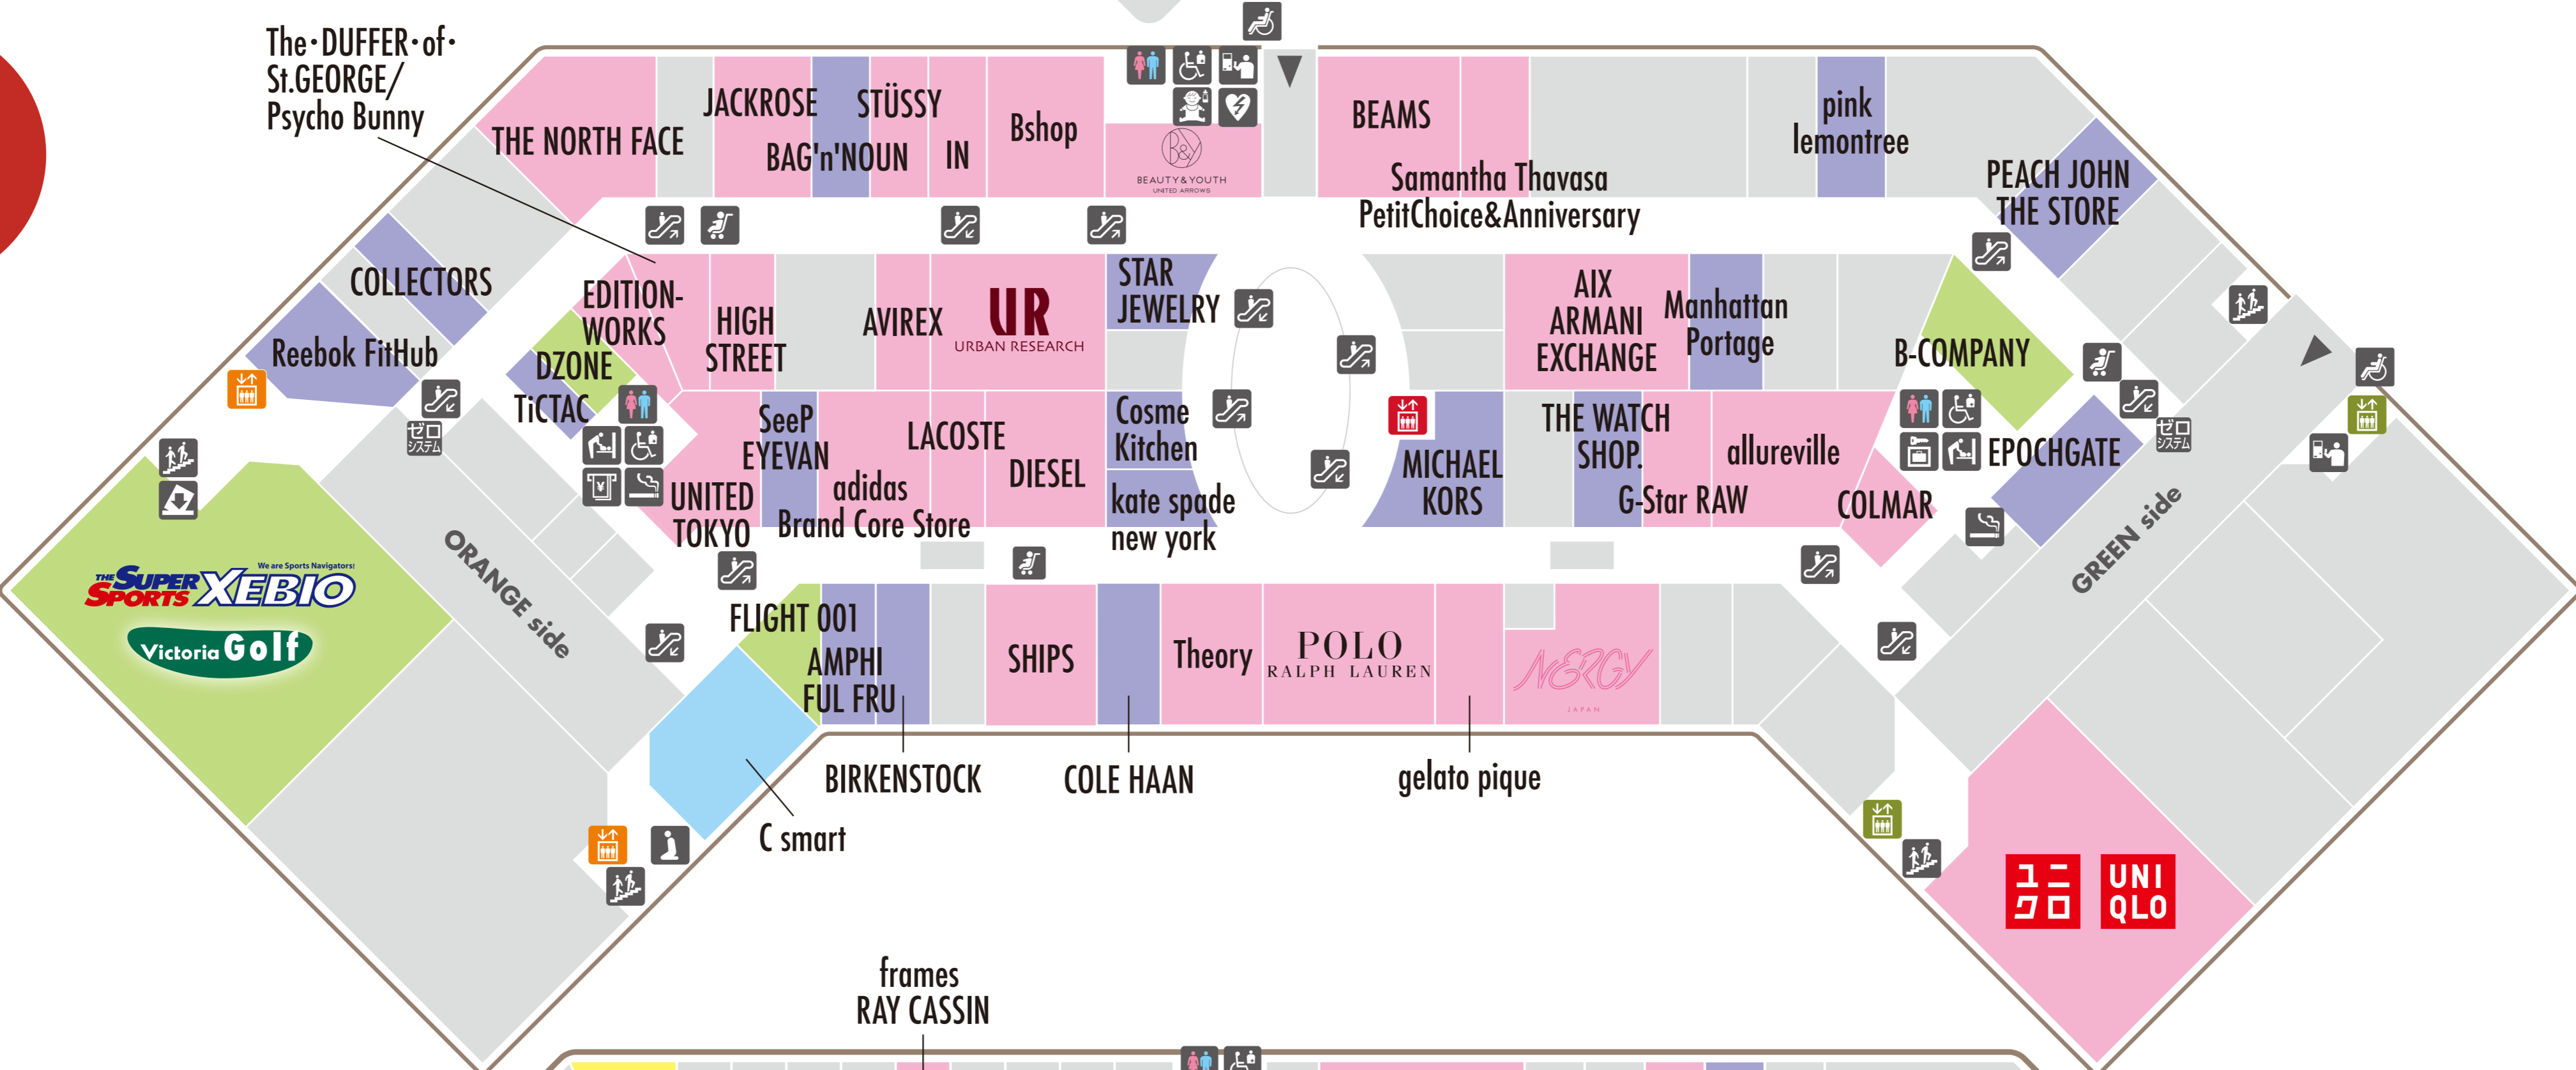 The・DUFFER・of・
St.GEORGE/
Psycho Bunny
THE NORTH FACE
JACKROSE
BAG'n'NOUN
STÜSSY
IN
Bshop
B&Y
BEAUTY&YOUTH
UNITED ARROWS
BEAMS
Samantha Thavasa
PetitChoice&Anniversary
pink
lemontree
PEACH JOHN
THE STORE
COLLECTORS
Reebok FitHub
EDITION-
WORKS
DZONE
TiCTAC
HIGH
STREET
AVIREX
UR
URBAN RESEARCH
STAR
JEWELRY
AIX
ARMANI
EXCHANGE
Manhattan
Portage
B-COMPANY
ゼロ
システム
UNITED
TOKYO
SeeP
EYEVAN
adidas
Brand Core Store
LACOSTE
DIESEL
Cosme
Kitchen
kate spade
new york
MICHAEL
KORS
THE WATCH
SHOP.
G-Star RAW
allureville
COLMAR
EPOCHGATE
ゼロ
システム
ORANGE side
GREEN side
We are Sports Navigators!
THE SUPER
SPORTS XEBIO
Victoria Golf
FLIGHT 001
AMPHI
FUL FRU
BIRKENSTOCK
SHIPS
COLE HAAN
Theory
POLO
RALPH LAUREN
gelato pique
NERGY
JAPAN
C smart
ユニ
クロ
UNI
QLO
frames
RAY CASSIN